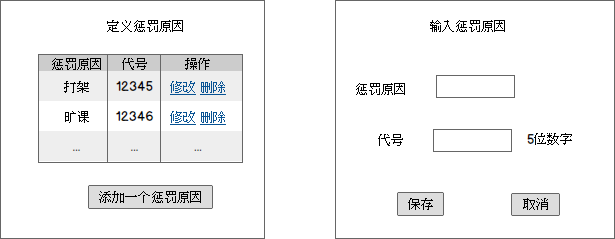 定义惩罚原因
惩罚原因 代号 操作
打架 12345 修改 删除
旷课 12346 修改 删除
... ... ...
添加一个惩罚原因
输入惩罚原因
惩罚原因
代号 5位数字
保存 取消